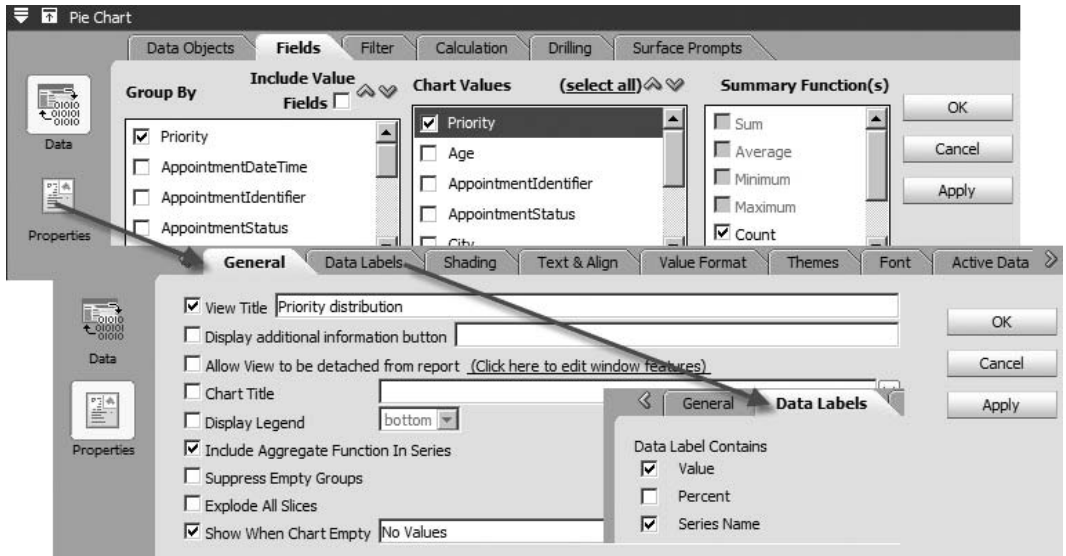 Pie Chart
Data Objects Fields Filter Calculation Drilling Surface Prompts
Data
Properties
Group By
Include Value Fields
Priority
AppointmentDateTime
AppointmentIdentifier
AppointmentStatus
Chart Values (select all)
Priority
Age
AppointmentIdentifier
AppointmentStatus
City
Summary Function(s)
Sum
Average
Minimum
Maximum
Count
OK
Cancel
Apply
General Data Labels Shading Text & Align Value Format Themes Font Active Data
Data
Properties
View Title Priority distribution
Display additional information button
Allow View to be detached from report (Click here to edit window features)
Chart Title
Display Legend bottom
Include Aggregate Function In Series
Suppress Empty Groups
Explode All Slices
Show When Chart Empty No Values
General Data Labels
Data Label Contains
Value
Percent
Series Name
OK
Cancel
Apply